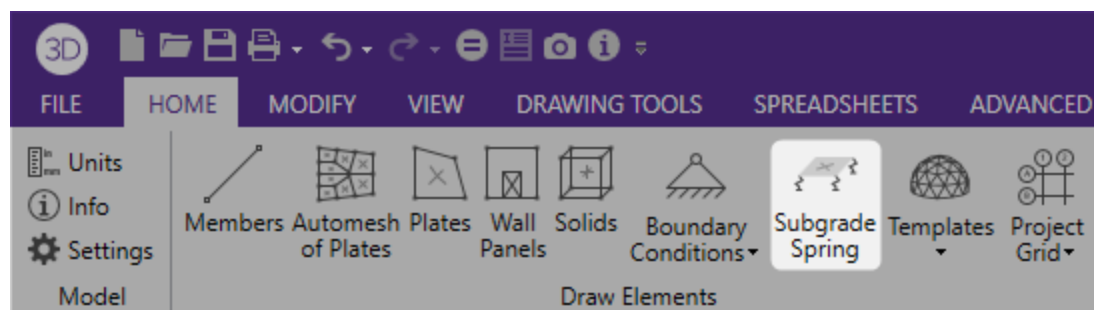 3D
FILE HOME MODIFY VIEW DRAWING TOOLS SPREADSHEETS ADVANCED
Units
Info
Settings
Model
Members
Automesh
of Plates
Plates
Wall
Panels
Solids
Boundary
Conditions
Subgrade
Spring
Templates
Project
Grid
Draw Elements